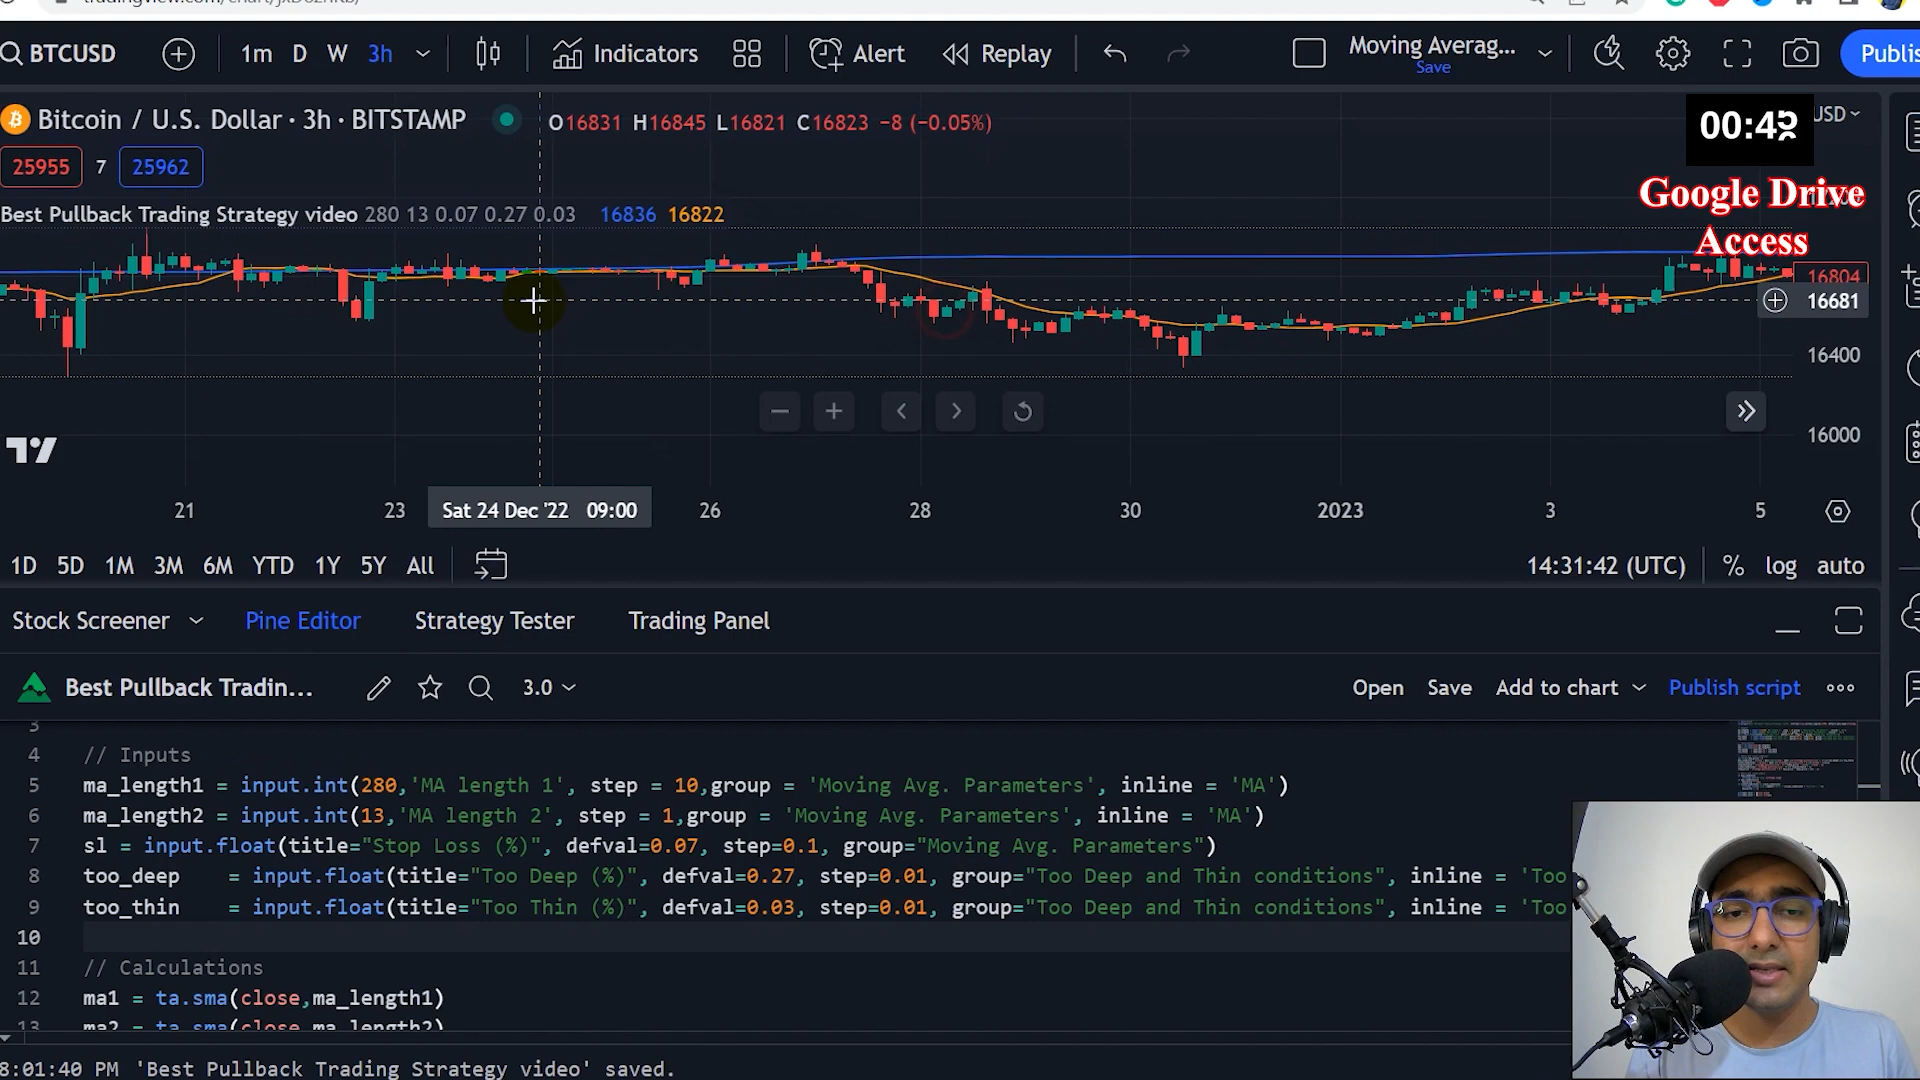 BTCUSD 1m D W 3h Indicators Alert Replay Moving Averag... Save
Bitcoin / U.S. Dollar · 3h · BITSTAMP O16831 H16845 L16821 C16823 −8 (−0.05%)
00:45
USD
25955 7 25962
Google Drive
Access
Best Pullback Trading Strategy video 280 13 0.07 0.27 0.03 16836 16822
16804
16681
16400
16000
21 23 Sat 24 Dec '22 09:00 26 28 30 2023 3 5
1D 5D 1M 3M 6M YTD 1Y 5Y All 14:31:42 (UTC) % log auto
Stock Screener Pine Editor Strategy Tester Trading Panel
Best Pullback Tradin... 3.0 Open Save Add to chart Publish script
3
4 // Inputs
5 ma_length1 = input.int(280,'MA length 1', step = 10,group = 'Moving Avg. Parameters', inline = 'MA')
6 ma_length2 = input.int(13,'MA length 2', step = 1,group = 'Moving Avg. Parameters', inline = 'MA')
7 sl = input.float(title="Stop Loss (%)", defval=0.07, step=0.1, group="Moving Avg. Parameters")
8 too_deep = input.float(title="Too Deep (%)", defval=0.27, step=0.01, group="Too Deep and Thin conditions", inline = 'Too
9 too_thin = input.float(title="Too Thin (%)", defval=0.03, step=0.01, group="Too Deep and Thin conditions", inline = 'Too
10
11 // Calculations
12 ma1 = ta.sma(close,ma_length1)
13 ma2 = ta.sma(close,ma_length2)
8:01:40 PM 'Best Pullback Trading Strategy video' saved.